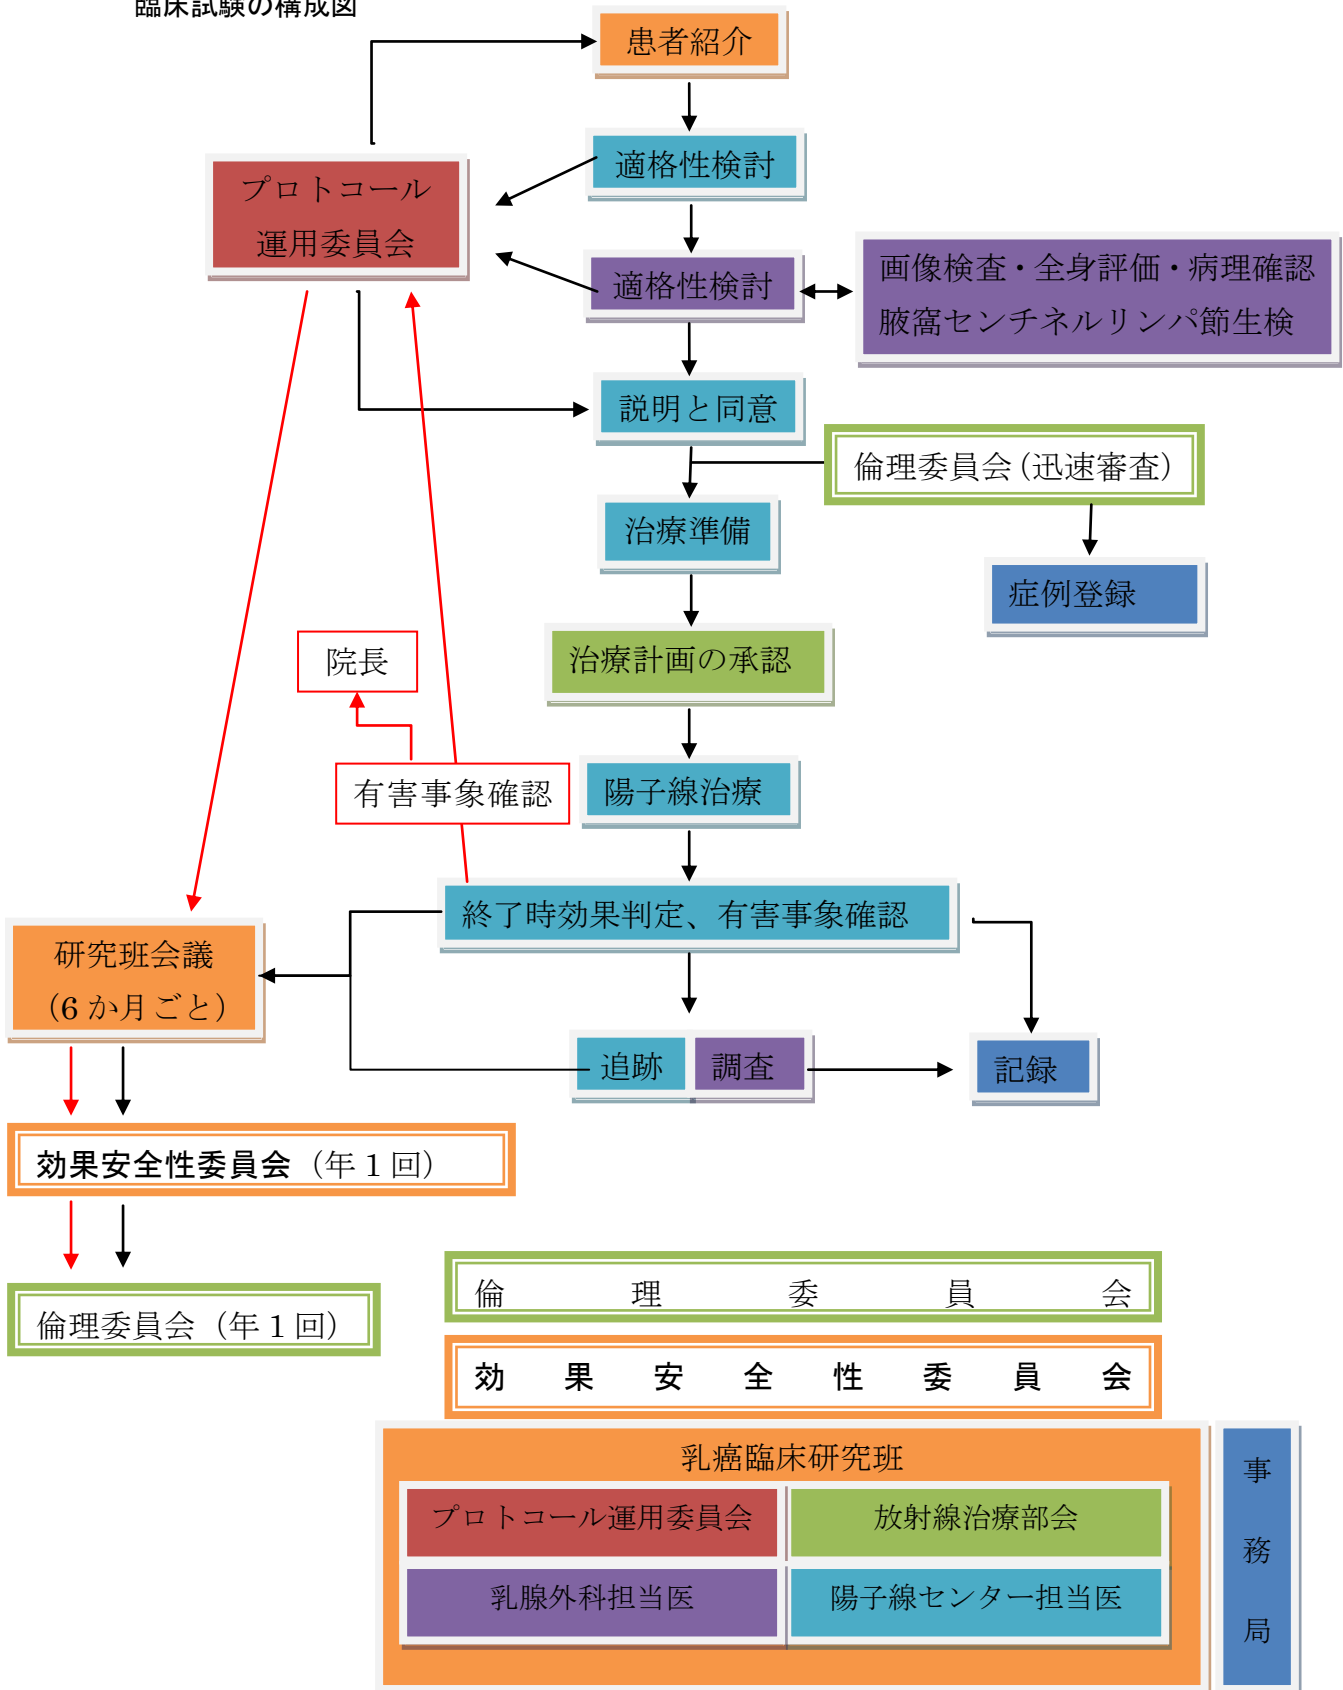 臨床試験の構成図
患者紹介
適格性検討
プロトコール
運用委員会
適格性検討
画像検査・全身評価・病理確認
腋窩センチネルリンパ節生検
説明と同意
倫理委員会(迅速審査)
治療準備
症例登録
治療計画の承認
院長
有害事象確認
陽子線治療
終了時効果判定、有害事象確認
研究班会議
(6か月ごと)
追跡
調査
記録
効果安全性委員会(年1回)
倫理委員会(年1回)
倫理委員会
効果安全性委員会
乳癌臨床研究班
プロトコール運用委員会
放射線治療部会
乳腺外科担当医
陽子線センター担当医
事務局